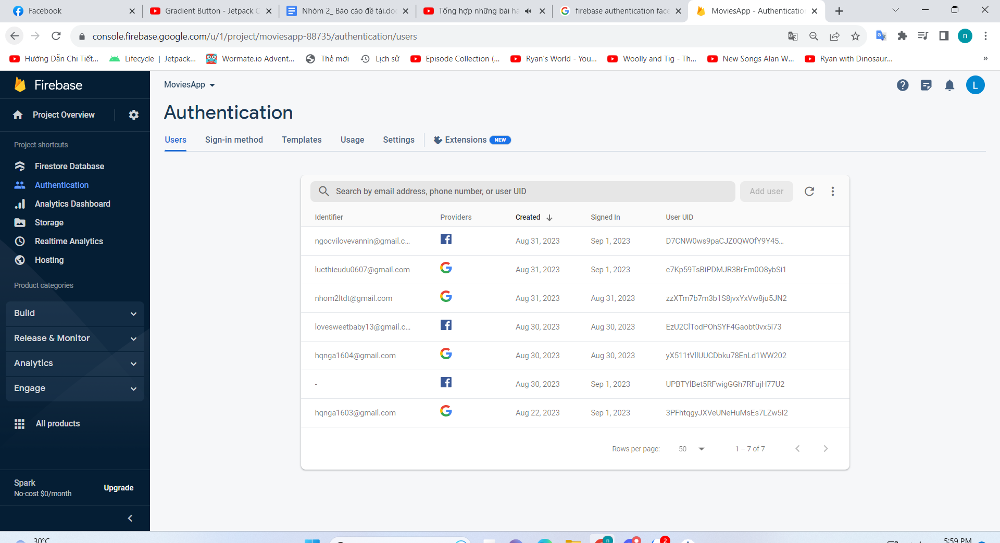 Facebook
Gradient Button - Jetpack C
Nhóm 2_ Báo cáo đề tài.doc
Tổng hợp những bài há
firebase authentication face
MoviesApp - Authenticatio
console.firebase.google.com/u/1/project/moviesapp-88735/authentication/users
n
Hướng Dẫn Chi Tiết...
Lifecycle | Jetpack...
Wormate.io Advent...
Thẻ mới
Lịch sử
Episode Collection (...
Ryan's World - You...
Woolly and Tig - Th...
New Songs Alan W...
Ryan with Dinosaur...
»
Firebase
MoviesApp
L
Project Overview
Authentication
Users
Sign-in method
Templates
Usage
Settings
Extensions NEW
Project shortcuts
Firestore Database
Authentication
Analytics Dashboard
Storage
Realtime Analytics
Hosting
Product categories
Build
Release & Monitor
Analytics
Engage
All products
Spark
No-cost $0/month
Upgrade
Search by email address, phone number, or user UID
Add user
Identifier Providers Created Signed In User UID
ngocvilovevannin@gmail.c... Aug 31, 2023 Sep 1, 2023 D7CNW0ws9paCJZ0QWOfY9Y45...
lucthieudu0607@gmail.com Aug 31, 2023 Sep 1, 2023 c7Kp59TsBiPDMJR3BrEm0O8ybSi1
nhom2ltdt@gmail.com Aug 31, 2023 Aug 31, 2023 zzXTm7b7m3b1S8jvxYxVw8ju5JN2
lovesweetbaby13@gmail.c... Aug 30, 2023 Aug 30, 2023 EzU2ClTodPOhSYF4Gaobt0vx5i73
hqnga1604@gmail.com Aug 30, 2023 Aug 30, 2023 yX511tVllUUCDbku78EnLd1WW202
- Aug 30, 2023 Sep 1, 2023 UPBTYlBet5RFwigGGh7RFujH77U2
hqnga1603@gmail.com Aug 22, 2023 Sep 1, 2023 3PFhtqgyJXVeUNeHuMsEs7LZw5I2
Rows per page: 50 1 – 7 of 7
30°C
n
2
5:59 PM